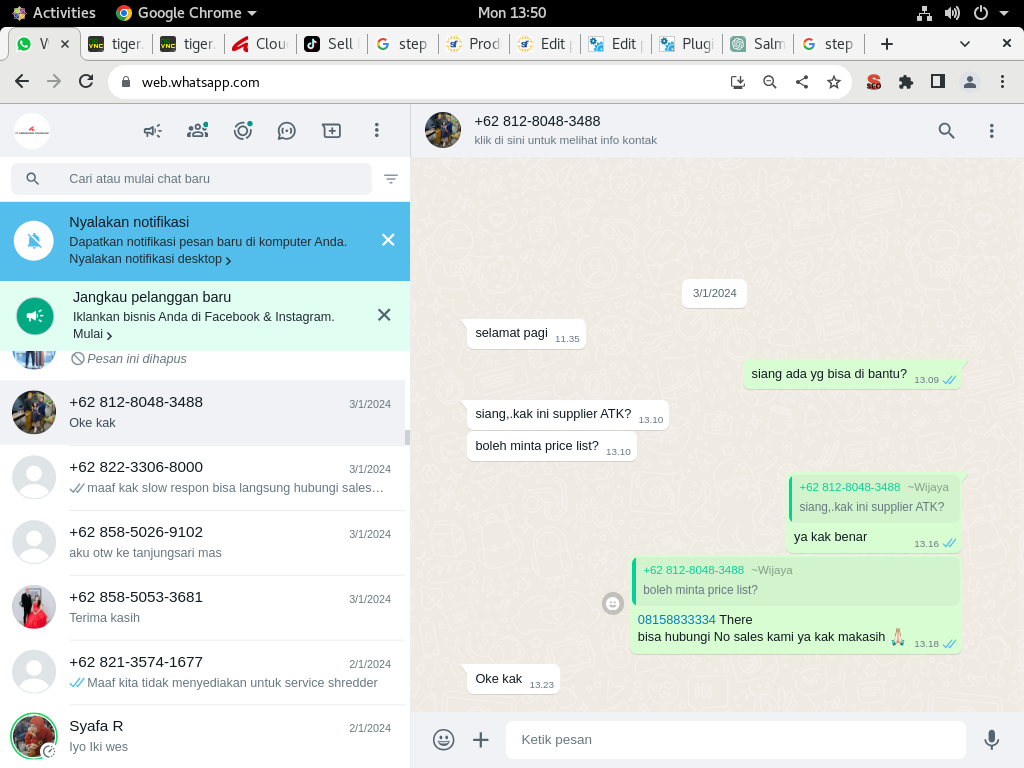 Activities
Google Chrome
Mon 13:50
W
tiger
tiger
Clou
Sell
step
Prod
Edit
Edit
Plugi
Salm
step
web.whatsapp.com
SEO
Cari atau mulai chat baru
Nyalakan notifikasi
Dapatkan notifikasi pesan baru di komputer Anda.
Nyalakan notifikasi desktop
Jangkau pelanggan baru
Iklankan bisnis Anda di Facebook & Instagram.
Mulai
Pesan ini dihapus
+62 812-8048-3488
3/1/2024
Oke kak
+62 822-3306-8000
3/1/2024
maaf kak slow respon bisa langsung hubungi sales…
+62 858-5026-9102
3/1/2024
aku otw ke tanjungsari mas
+62 858-5053-3681
3/1/2024
Terima kasih
+62 821-3574-1677
2/1/2024
Maaf kita tidak menyediakan untuk service shredder
Syafa R
2/1/2024
Iyo Iki wes
+62 812-8048-3488
klik di sini untuk melihat info kontak
3/1/2024
selamat pagi 11.35
siang ada yg bisa di bantu? 13.09
siang,.kak ini supplier ATK? 13.10
boleh minta price list? 13.10
+62 812-8048-3488 ~Wijaya
siang,.kak ini supplier ATK?
ya kak benar 13.16
+62 812-8048-3488 ~Wijaya
boleh minta price list?
08158833334 There
bisa hubungi No sales kami ya kak makasih 🙏🏻 13.18
Oke kak 13.23
Ketik pesan